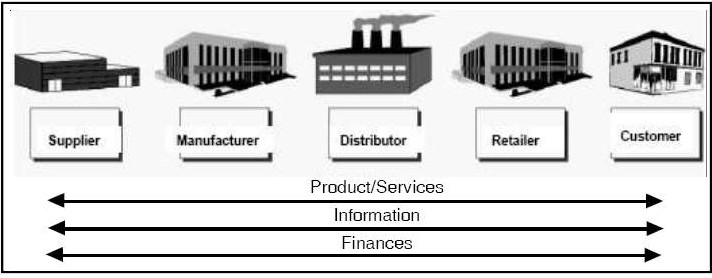 Supplier
Manufacturer
Distributor
Retailer
Customer
Product/Services
Information
Finances